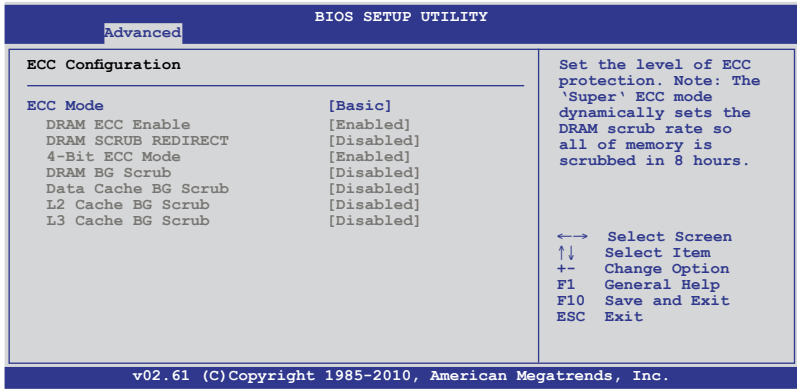 BIOS SETUP UTILITY
Advanced
ECC Configuration
ECC Mode [Basic]
DRAM ECC Enable [Enabled]
DRAM SCRUB REDIRECT [Disabled]
4-Bit ECC Mode [Enabled]
DRAM BG Scrub [Disabled]
Data Cache BG Scrub [Disabled]
L2 Cache BG Scrub [Disabled]
L3 Cache BG Scrub [Disabled]
Set the level of ECC
protection. Note: The
‘Super‘ ECC mode
dynamically sets the
DRAM scrub rate so
all of memory is
scrubbed in 8 hours.
←→ Select Screen
↑↓ Select Item
+- Change Option
F1 General Help
F10 Save and Exit
ESC Exit
v02.61 (C)Copyright 1985-2010, American Megatrends, Inc.